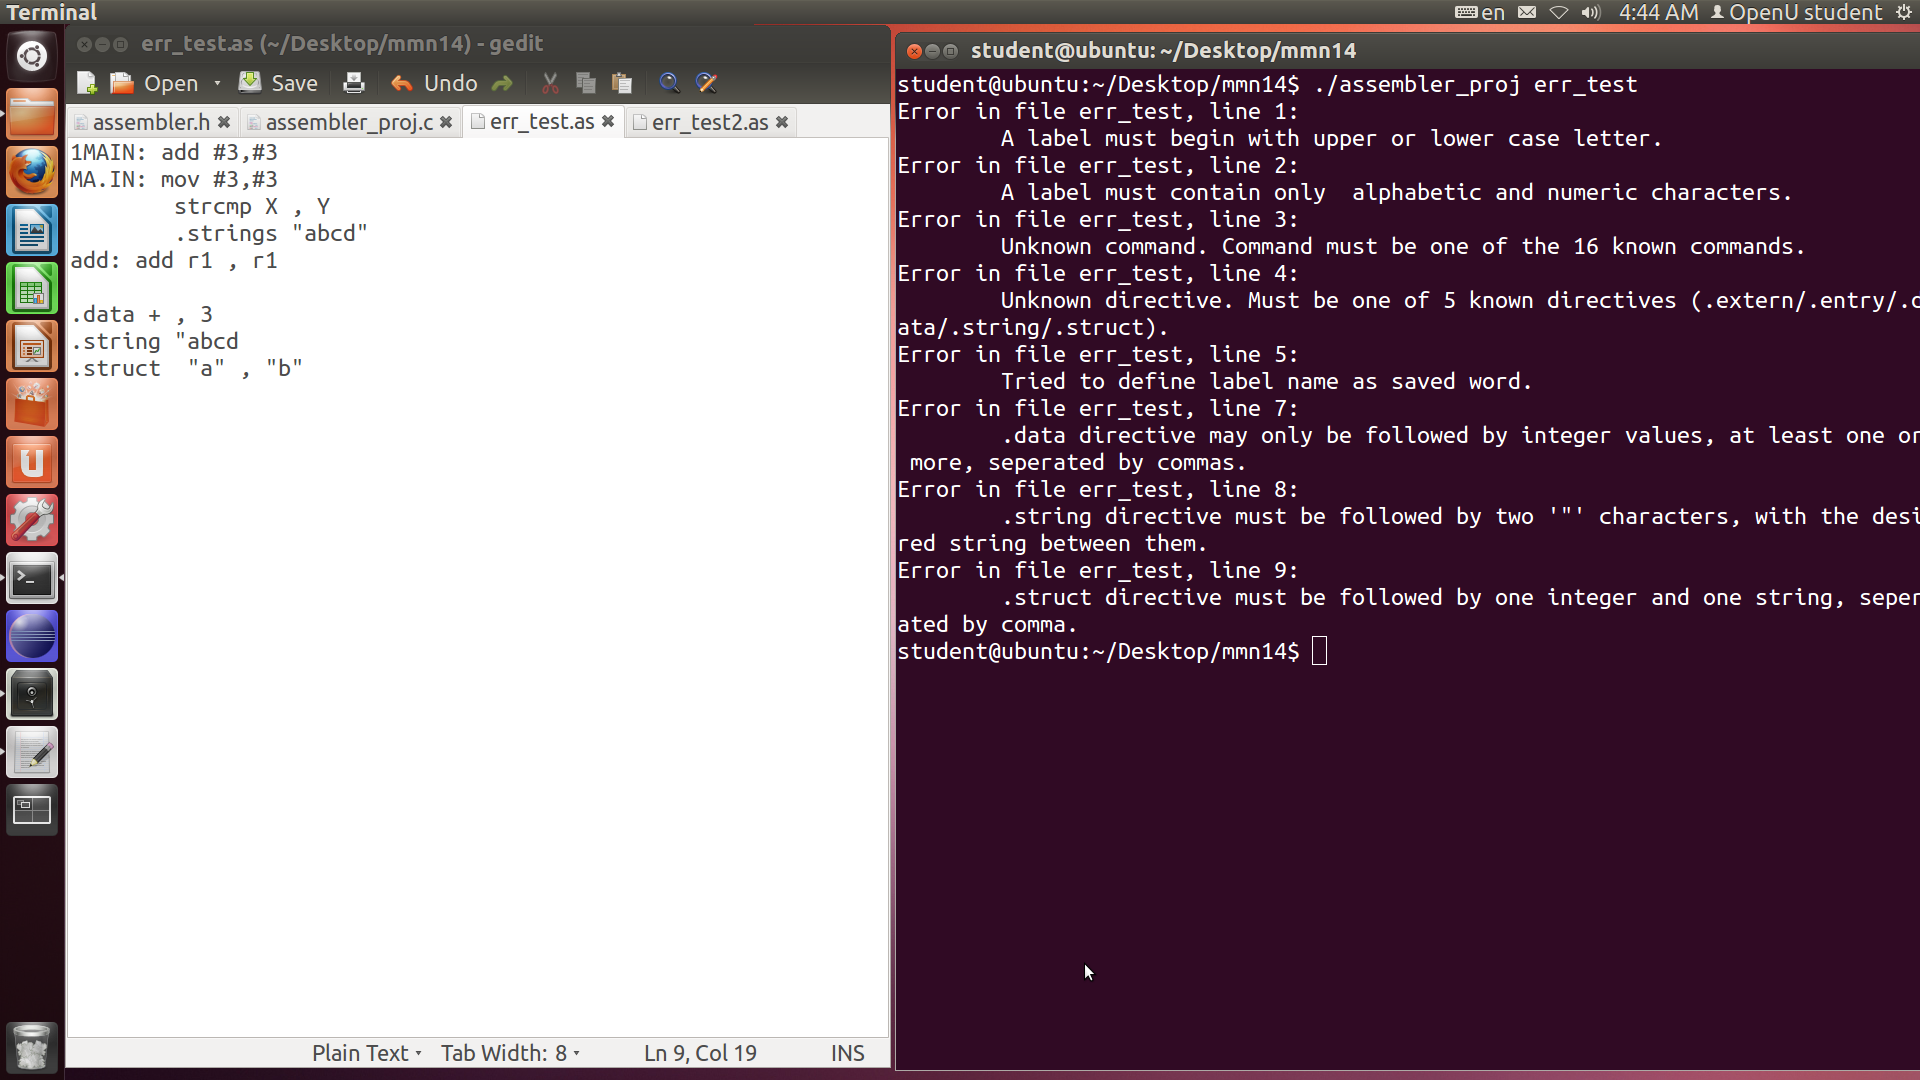 Terminal
en 4:44 AM OpenU student
err_test.as (~/Desktop/mmn14) - gedit
Open Save Undo
assembler.h assembler_proj.c err_test.as err_test2.as
1MAIN: add #3,#3
MA.IN: mov #3,#3
strcmp X , Y
.strings "abcd"
add: add r1 , r1
.data + , 3
.string "abcd
.struct "a" , "b"
Plain Text Tab Width: 8 Ln 9, Col 19 INS
student@ubuntu: ~/Desktop/mmn14
student@ubuntu:~/Desktop/mmn14$ ./assembler_proj err_test
Error in file err_test, line 1:
A label must begin with upper or lower case letter.
Error in file err_test, line 2:
A label must contain only  alphabetic and numeric characters.
Error in file err_test, line 3:
Unknown command. Command must be one of the 16 known commands.
Error in file err_test, line 4:
Unknown directive. Must be one of 5 known directives (.extern/.entry/.d
ata/.string/.struct).
Error in file err_test, line 5:
Tried to define label name as saved word.
Error in file err_test, line 7:
.data directive may only be followed by integer values, at least one or
more, seperated by commas.
Error in file err_test, line 8:
.string directive must be followed by two '"' characters, with the desi
red string between them.
Error in file err_test, line 9:
.struct directive must be followed by one integer and one string, seper
ated by comma.
student@ubuntu:~/Desktop/mmn14$